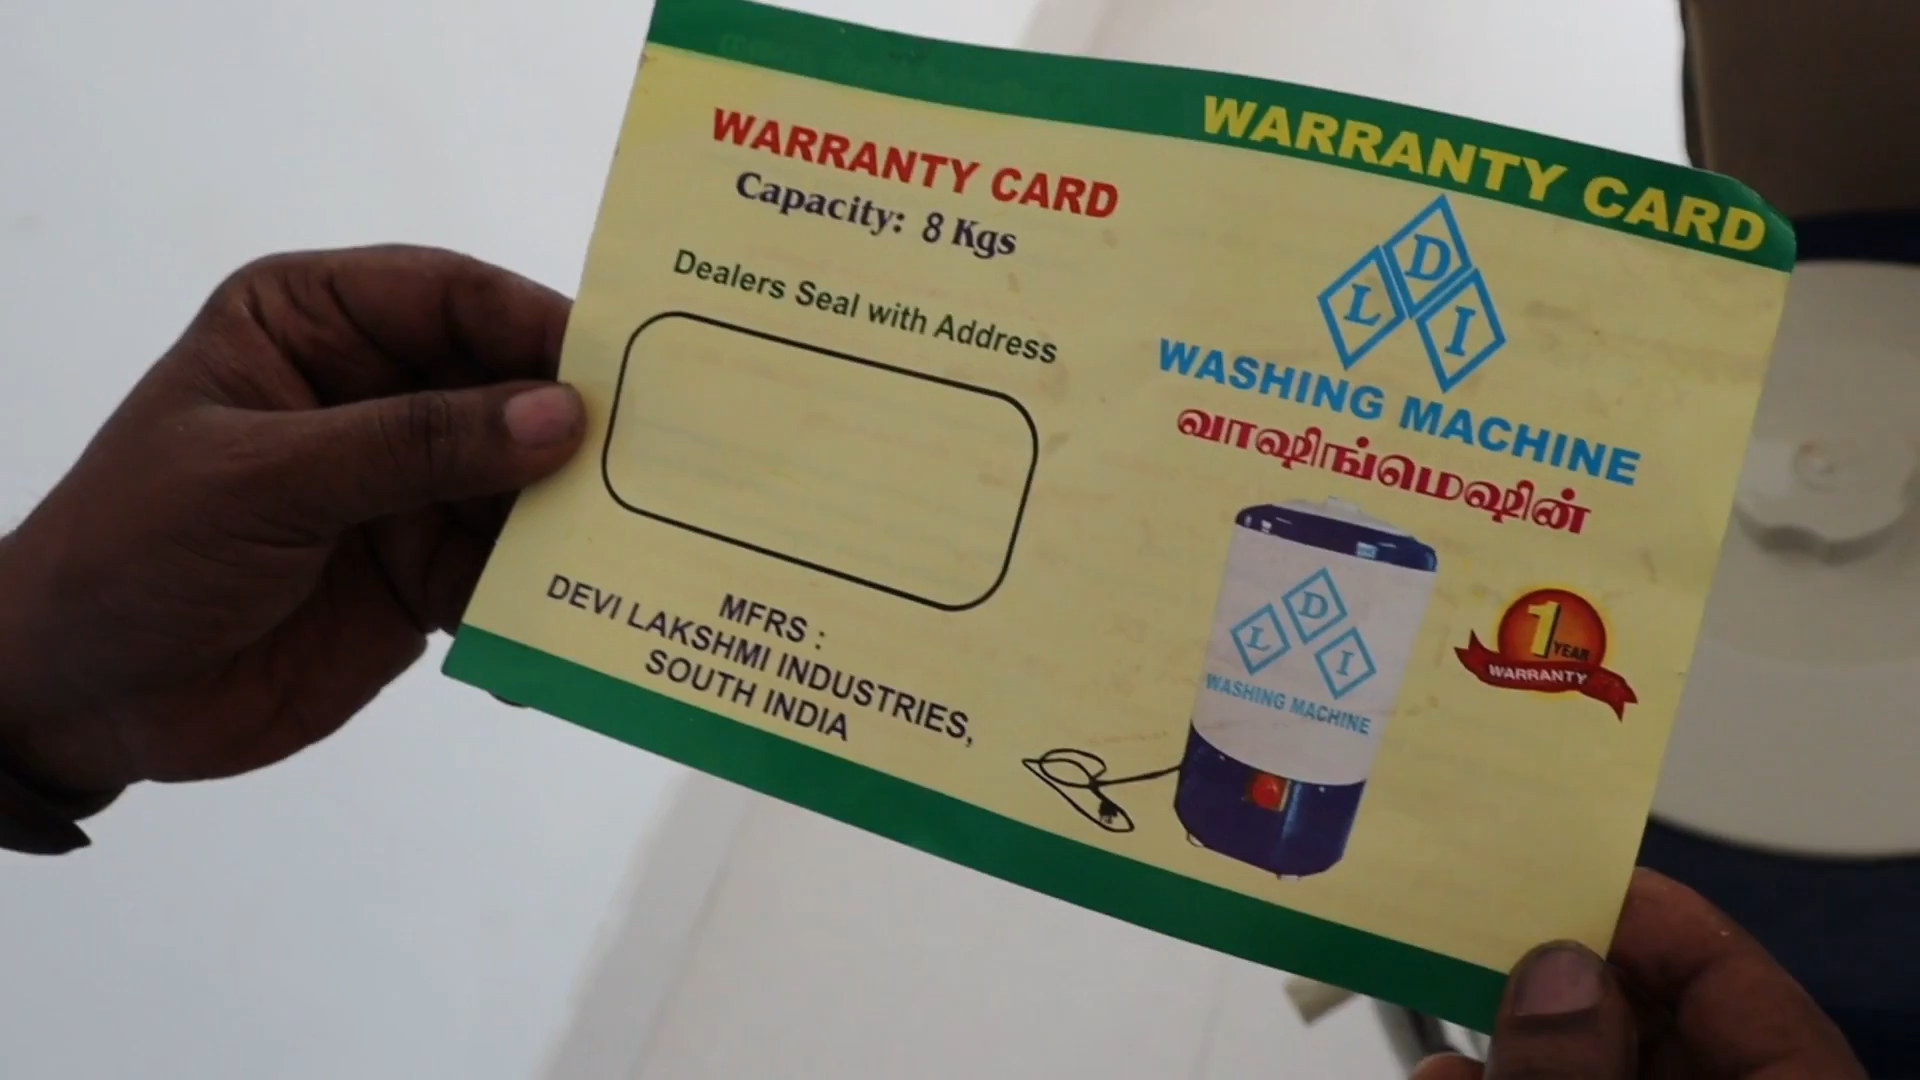 WARRANTY CARD
WARRANTY CARD
Capacity: 8 Kgs
Dealers Seal with Address
MFRS :
DEVI LAKSHMI INDUSTRIES,
SOUTH INDIA
L D I
WASHING MACHINE
வாஷிங்மெஷின்
L D I
WASHING MACHINE
1 YEAR
WARRANTY